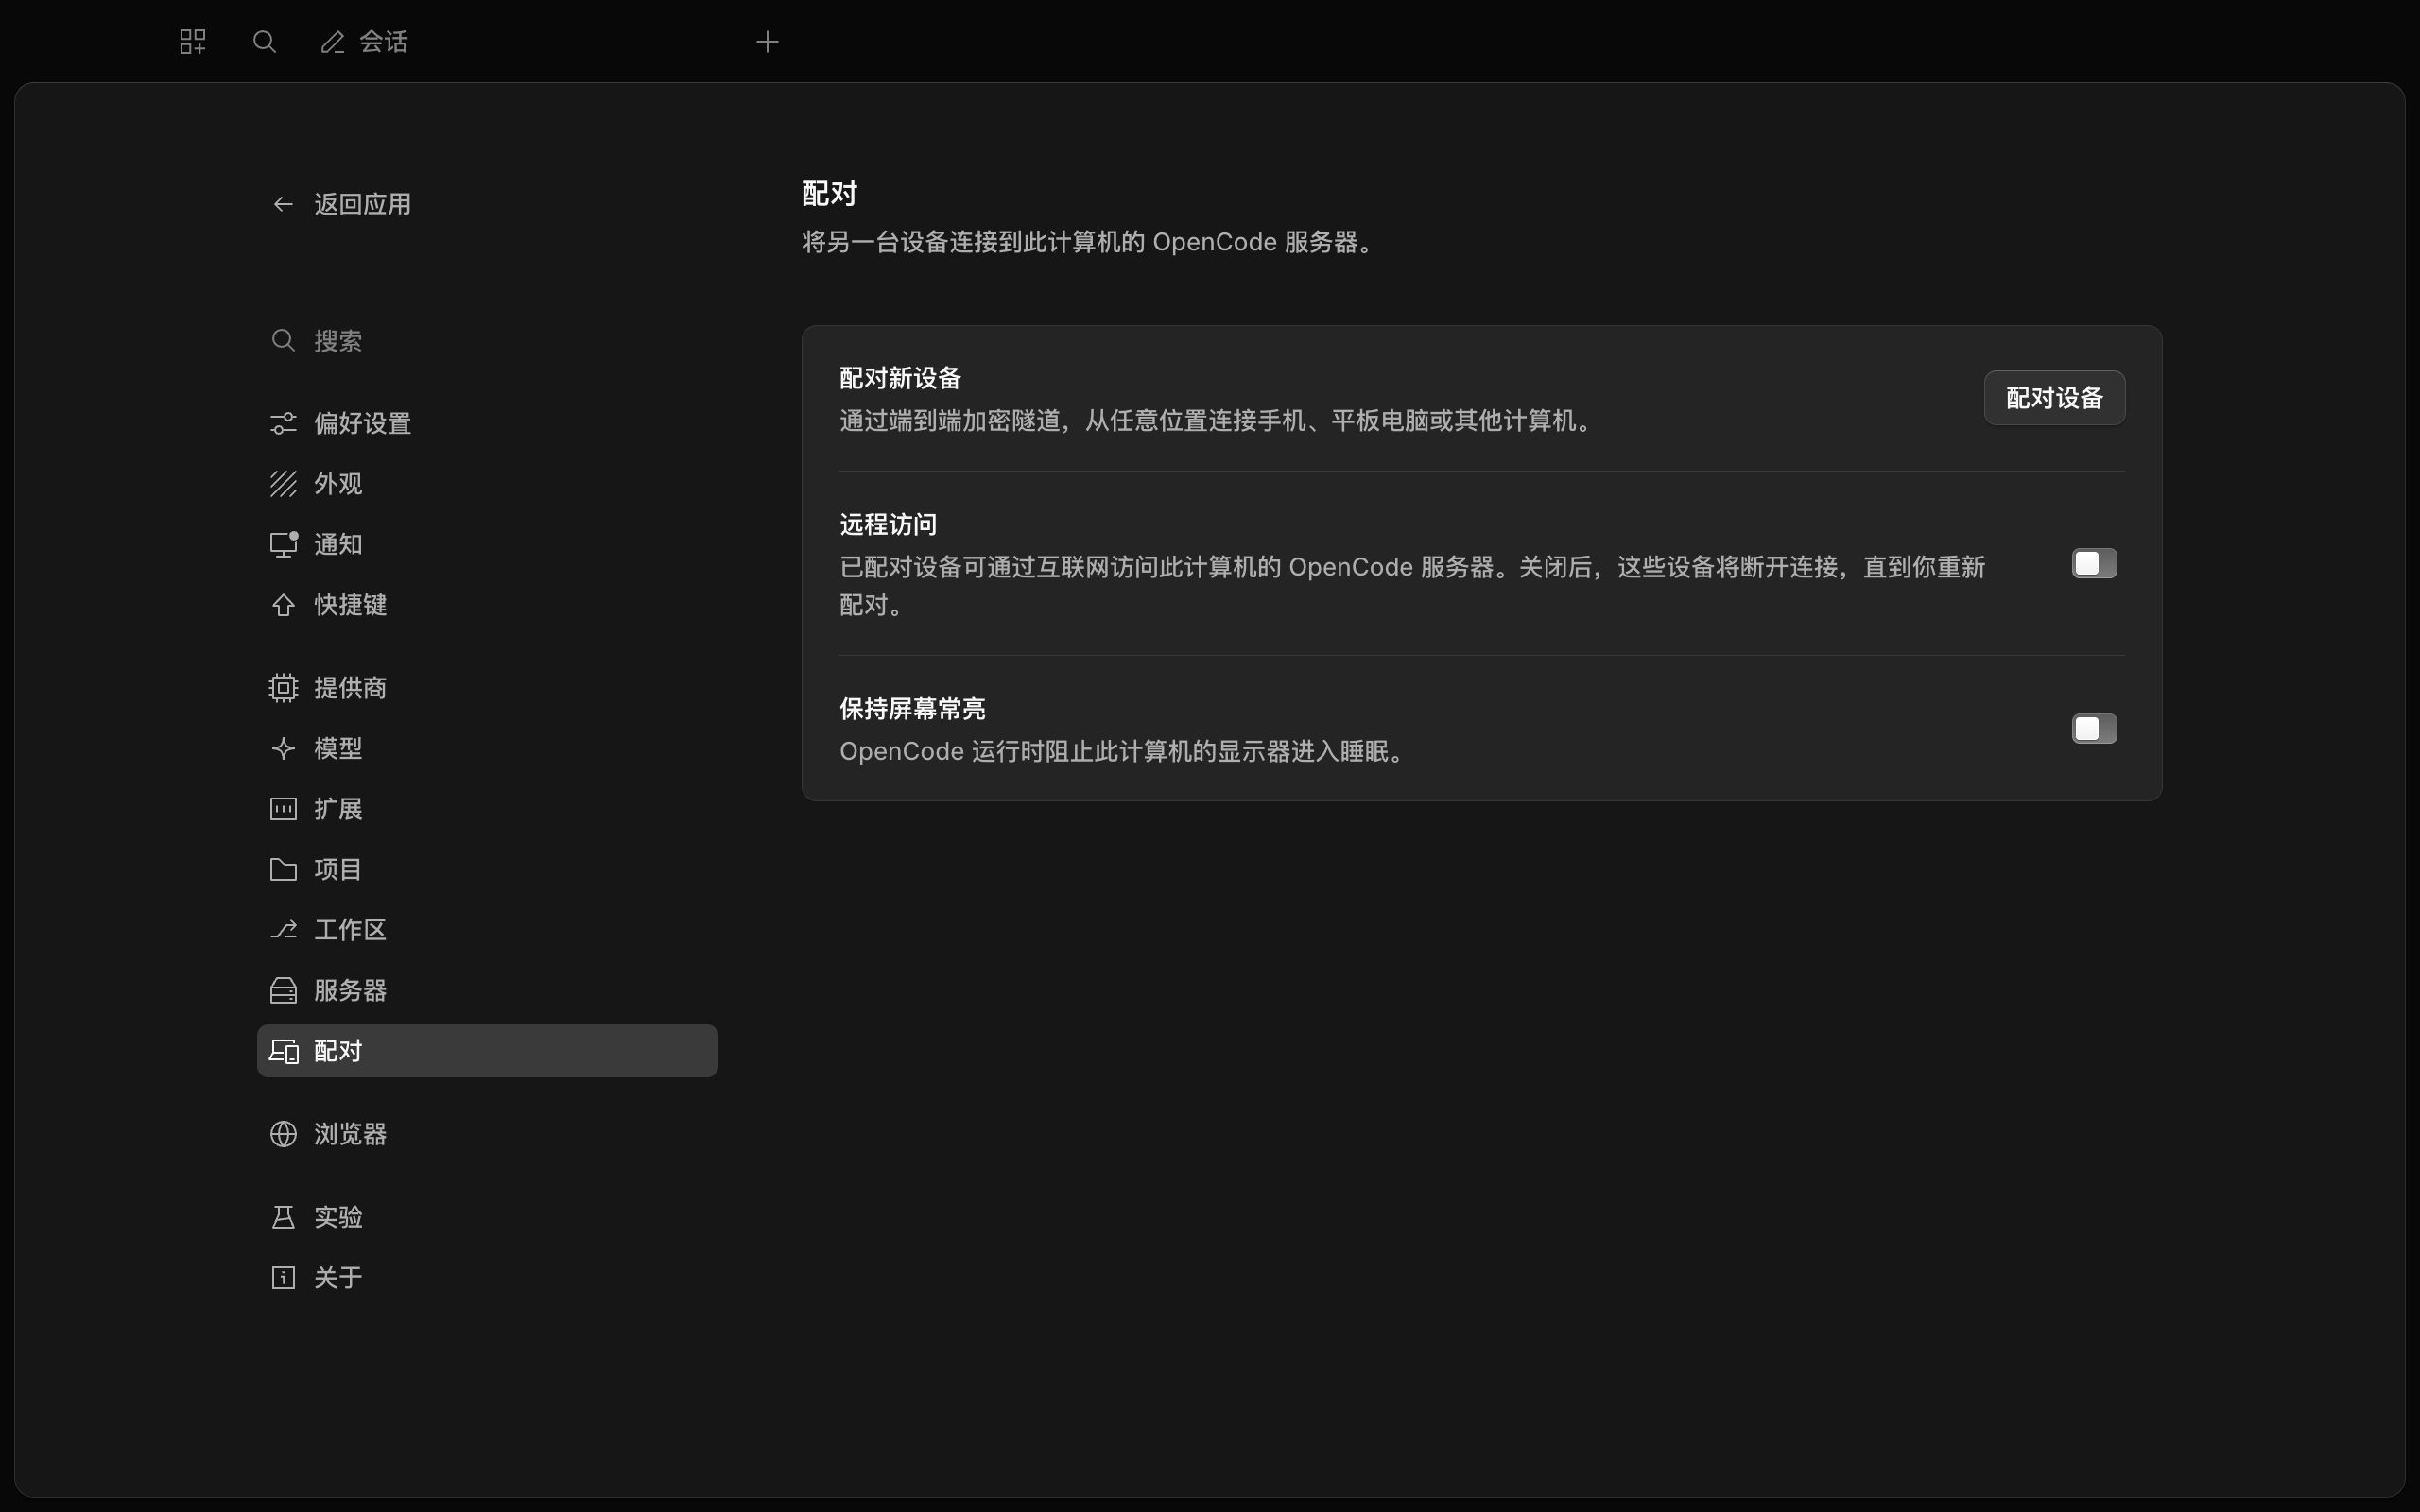 会话
返回应用
搜索
偏好设置
外观
通知
快捷键
提供商
模型
扩展
项目
工作区
服务器
配对
浏览器
实验
关于
配对
将另一台设备连接到此计算机的 OpenCode 服务器。
配对新设备
通过端到端加密隧道，从任意位置连接手机、平板电脑或其他计算机。
配对设备
远程访问
已配对设备可通过互联网访问此计算机的 OpenCode 服务器。关闭后，这些设备将断开连接，直到你重新
配对。
保持屏幕常亮
OpenCode 运行时阻止此计算机的显示器进入睡眠。